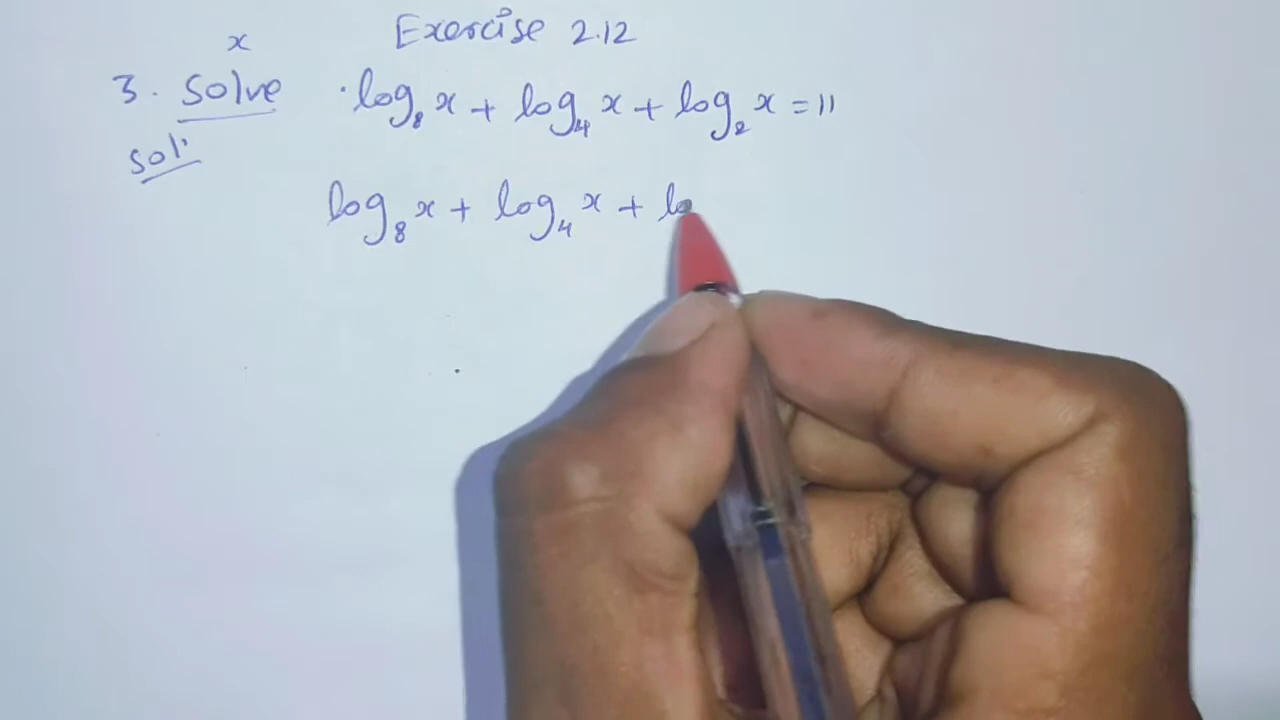 Exercise 2.12
x
3. Solve log₈ x + log₄ x + log₂ x = 11
Sol:
log₈ x + log₄ x + lo